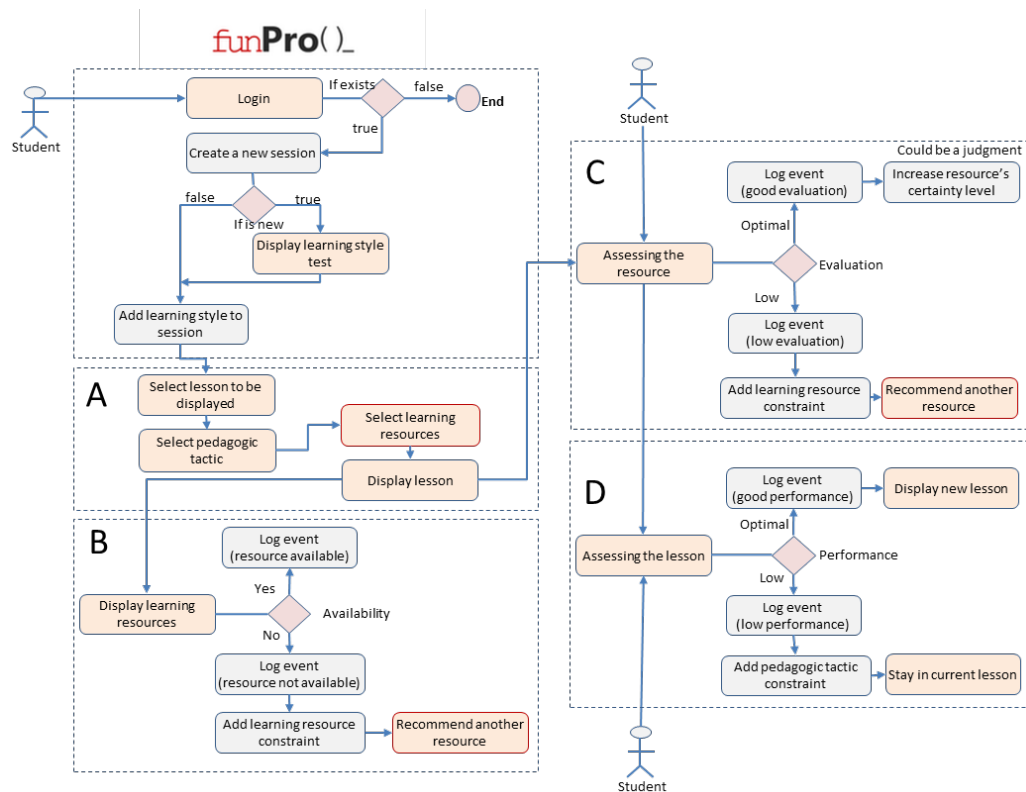 funPro()_
Login
If exists
false
End
true
Student
Create a new session
false
true
If is new
Display learning style
test
Add learning style to
session
A
Select lesson to be
displayed
Select pedagogic
tactic
Select learning
resources
Display lesson
B
Log event
(resource available)
Yes
Display learning
resources
Availability
No
Log event
(resource not available)
Add learning resource
constraint
Recommend another
resource
Student
Could be a judgment
C
Log event
(good evaluation)
Increase resource's
certainty level
Optimal
Assessing the
resource
Evaluation
Low
Log event
(low evaluation)
Add learning resource
constraint
Recommend another
resource
D
Log event
(good performance)
Display new lesson
Optimal
Assessing the lesson
Performance
Low
Log event
(low performance)
Add pedagogic tactic
constraint
Stay in current lesson
Student